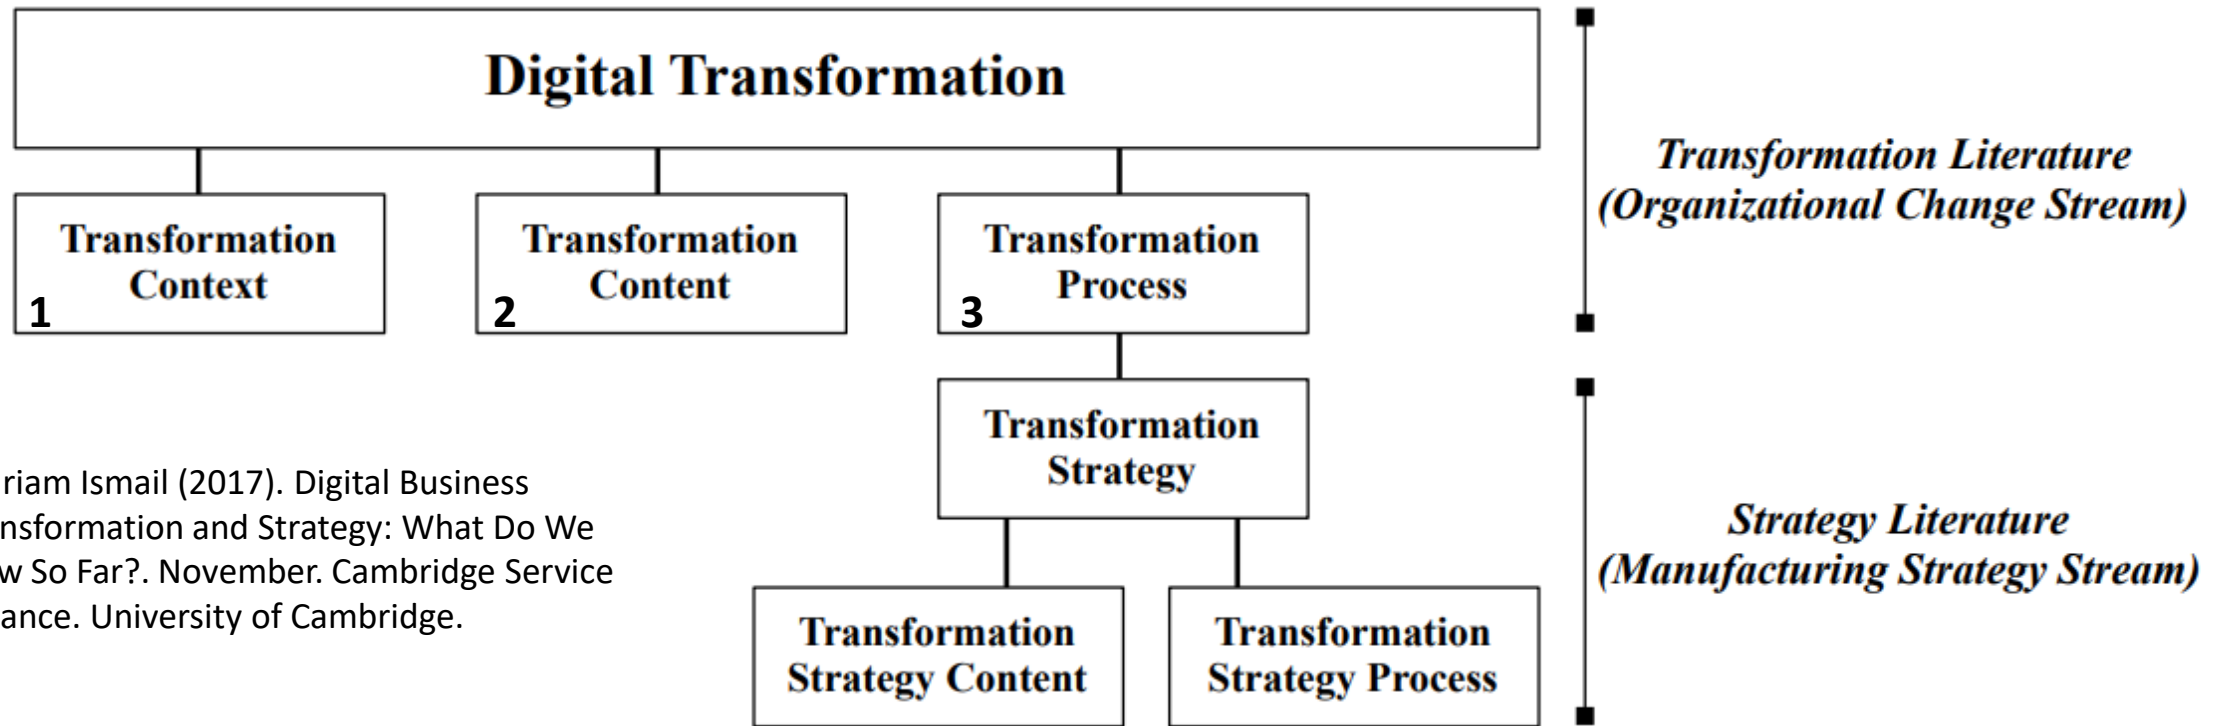 Digital Transformation
Transformation
Context
1
Transformation
Content
2
Transformation
Process
3
Transformation Literature
(Organizational Change Stream)
Transformation
Strategy
riam Ismail (2017). Digital Business
nsformation and Strategy: What Do We
w So Far?. November. Cambridge Service
ance. University of Cambridge.
Strategy Literature
(Manufacturing Strategy Stream)
Transformation
Strategy Content
Transformation
Strategy Process